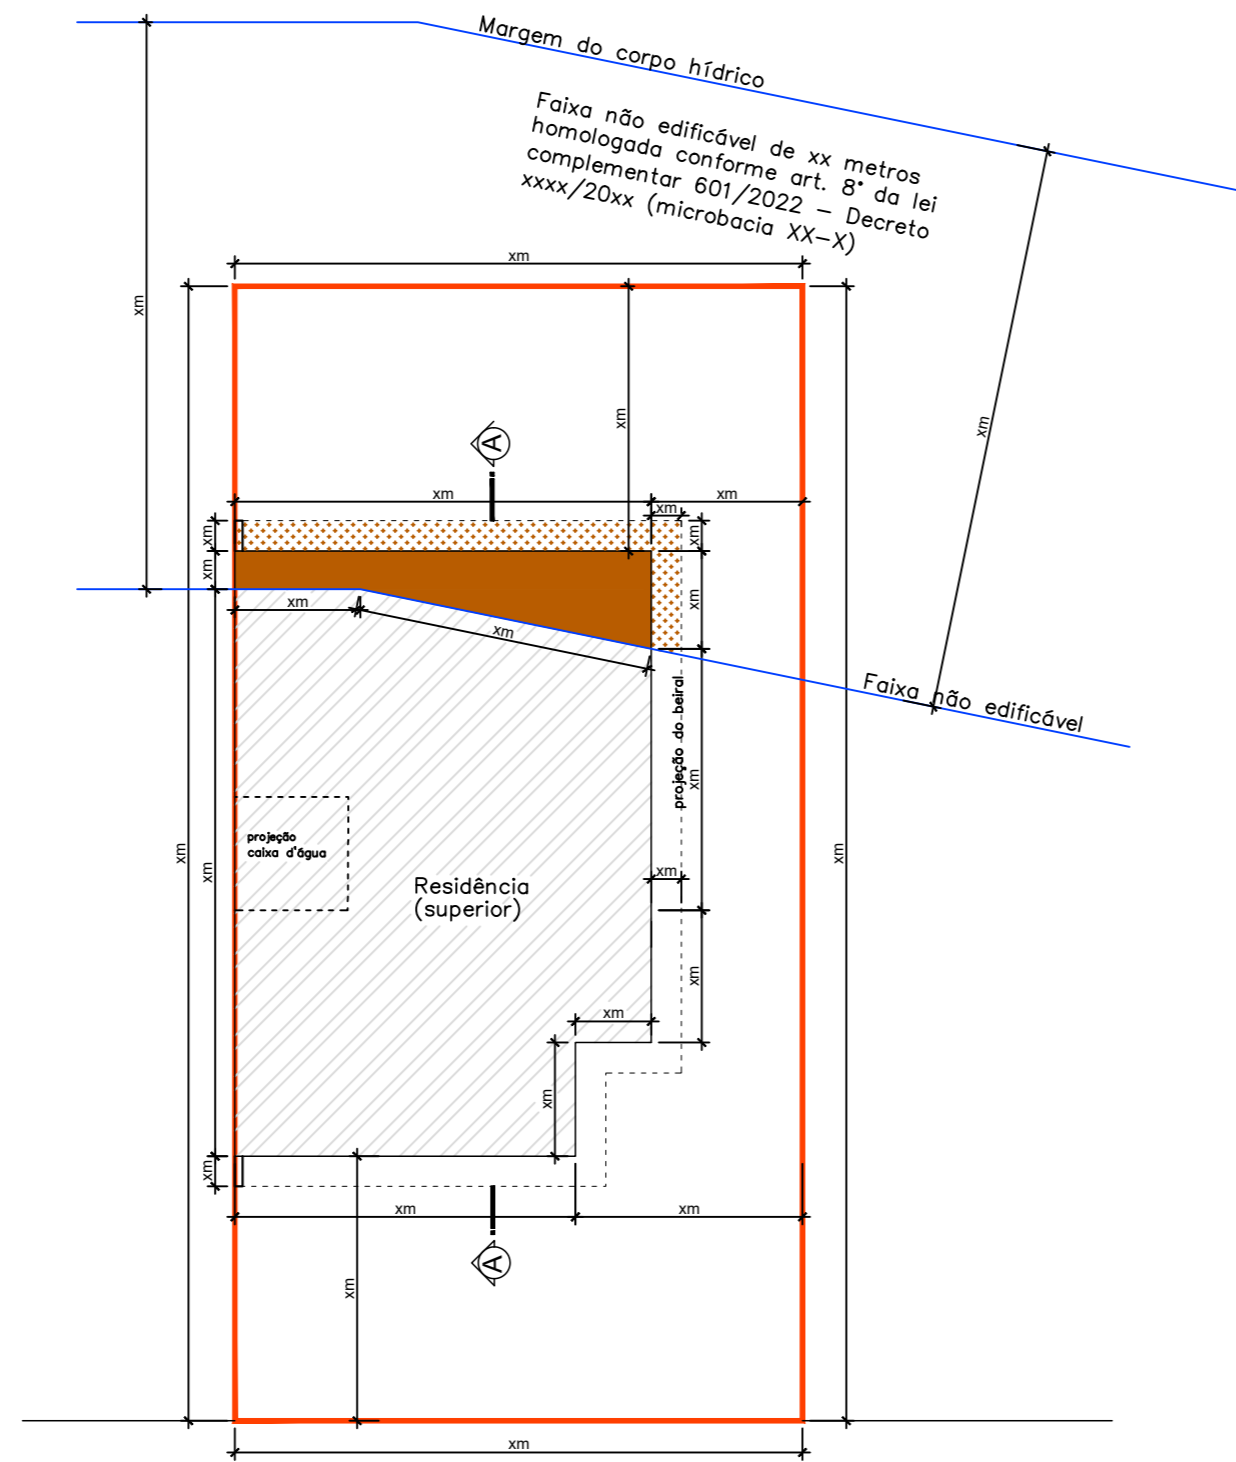 Margem do corpo hídrico
Faixa não edificável de xx metros
homologada conforme art. 8° da lei
complementar 601/2022 – Decreto
xxxx/20xx (microbacia XX–X)
xm
xm
xm
xm
A
xm
xm
xm
xm
xm
xm
xm
xm
xm
Faixa não edificável
projeção do beiral
xm
projeção
caixa d'água
xm
xm
xm
Residência
(superior)
xm
xm
xm
xm
xm
xm
xm
A
xm
xm